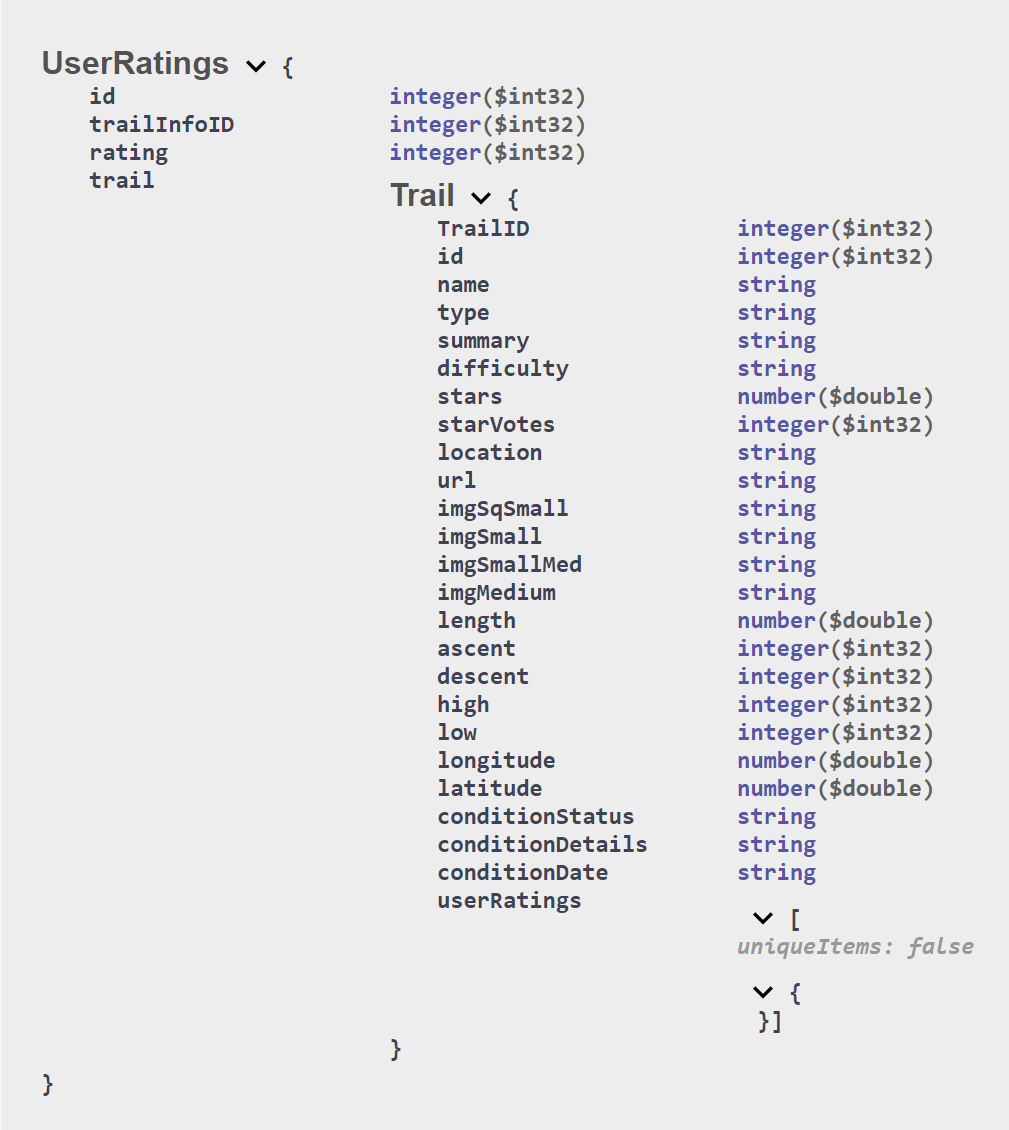 UserRatings {
id integer($int32)
trailInfoID integer($int32)
rating integer($int32)
trail
Trail {
TrailID integer($int32)
id integer($int32)
name string
type string
summary string
difficulty string
stars number($double)
starVotes integer($int32)
location string
url string
imgSqSmall string
imgSmall string
imgSmallMed string
imgMedium string
length number($double)
ascent integer($int32)
descent integer($int32)
high integer($int32)
low integer($int32)
longitude number($double)
latitude number($double)
conditionStatus string
conditionDetails string
conditionDate string
userRatings
[
uniqueItems: false
{
}]
}
}